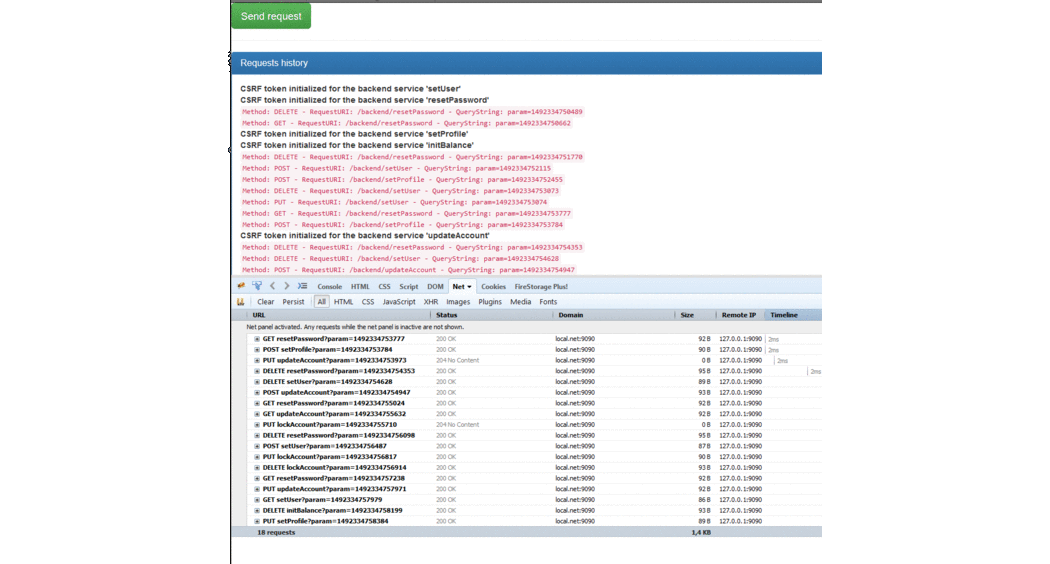 Send request
Requests history
CSRF token initialized for the backend service 'setUser'
CSRF token initialized for the backend service 'resetPassword'
Method: DELETE - RequestURI: /backend/resetPassword - QueryString: param=1492334750489
Method: GET - RequestURI: /backend/resetPassword - QueryString: param=1492334750662
CSRF token initialized for the backend service 'setProfile'
CSRF token initialized for the backend service 'initBalance'
Method: DELETE - RequestURI: /backend/resetPassword - QueryString: param=1492334751770
Method: POST - RequestURI: /backend/setUser - QueryString: param=1492334752115
Method: POST - RequestURI: /backend/setProfile - QueryString: param=1492334752455
Method: DELETE - RequestURI: /backend/setUser - QueryString: param=1492334753073
Method: PUT - RequestURI: /backend/setUser - QueryString: param=1492334753074
Method: GET - RequestURI: /backend/resetPassword - QueryString: param=1492334753777
Method: POST - RequestURI: /backend/setProfile - QueryString: param=1492334753784
CSRF token initialized for the backend service 'updateAccount'
Method: DELETE - RequestURI: /backend/resetPassword - QueryString: param=1492334754353
Method: DELETE - RequestURI: /backend/setUser - QueryString: param=1492334754628
Method: POST - RequestURI: /backend/updateAccount - QueryString: param=1492334754947
Console HTML CSS Script DOM Net Cookies FireStorage Plus!
Clear Persist All HTML CSS JavaScript XHR Images Plugins Media Fonts
URL Status Domain Size Remote IP Timeline
Net panel activated. Any requests while the net panel is inactive are not shown.
GET resetPassword?param=1492334753777 200 OK local.net:9090 92 B 127.0.0.1:9090 2ms
POST setProfile?param=1492334753784 200 OK local.net:9090 90 B 127.0.0.1:9090 2ms
PUT updateAccount?param=1492334753973 204 No Content local.net:9090 0 B 127.0.0.1:9090 2ms
DELETE resetPassword?param=1492334754353 200 OK local.net:9090 95 B 127.0.0.1:9090 2ms
DELETE setUser?param=1492334754628 200 OK local.net:9090 89 B 127.0.0.1:9090
POST updateAccount?param=1492334754947 200 OK local.net:9090 93 B 127.0.0.1:9090
GET resetPassword?param=1492334755024 200 OK local.net:9090 92 B 127.0.0.1:9090
GET updateAccount?param=1492334755632 200 OK local.net:9090 92 B 127.0.0.1:9090
PUT lockAccount?param=1492334755710 204 No Content local.net:9090 0 B 127.0.0.1:9090
DELETE resetPassword?param=1492334756098 200 OK local.net:9090 95 B 127.0.0.1:9090
POST setUser?param=1492334756487 200 OK local.net:9090 87 B 127.0.0.1:9090
PUT lockAccount?param=1492334756817 200 OK local.net:9090 90 B 127.0.0.1:9090
DELETE lockAccount?param=1492334756914 200 OK local.net:9090 93 B 127.0.0.1:9090
GET resetPassword?param=1492334757238 200 OK local.net:9090 92 B 127.0.0.1:9090
PUT updateAccount?param=1492334757971 200 OK local.net:9090 92 B 127.0.0.1:9090
GET setUser?param=1492334757979 200 OK local.net:9090 86 B 127.0.0.1:9090
DELETE initBalance?param=1492334758199 200 OK local.net:9090 93 B 127.0.0.1:9090
PUT setProfile?param=1492334758384 200 OK local.net:9090 89 B 127.0.0.1:9090
18 requests 1,4 KB